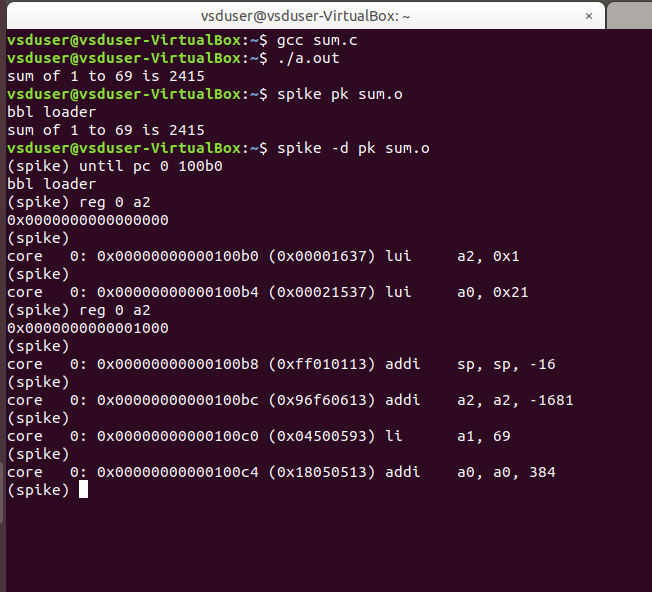 vsduser@vsduser-VirtualBox: ~
vsduser@vsduser-VirtualBox:~$ gcc sum.c
vsduser@vsduser-VirtualBox:~$ ./a.out
sum of 1 to 69 is 2415
vsduser@vsduser-VirtualBox:~$ spike pk sum.o
bbl loader
sum of 1 to 69 is 2415
vsduser@vsduser-VirtualBox:~$ spike -d pk sum.o
(spike) until pc 0 100b0
bbl loader
(spike) reg 0 a2
0x0000000000000000
(spike)
core   0: 0x00000000000100b0 (0x00001637) lui     a2, 0x1
(spike)
core   0: 0x00000000000100b4 (0x00021537) lui     a0, 0x21
(spike) reg 0 a2
0x0000000000001000
(spike)
core   0: 0x00000000000100b8 (0xff010113) addi    sp, sp, -16
(spike)
core   0: 0x00000000000100bc (0x96f60613) addi    a2, a2, -1681
(spike)
core   0: 0x00000000000100c0 (0x04500593) li      a1, 69
(spike)
core   0: 0x00000000000100c4 (0x18050513) addi    a0, a0, 384
(spike)